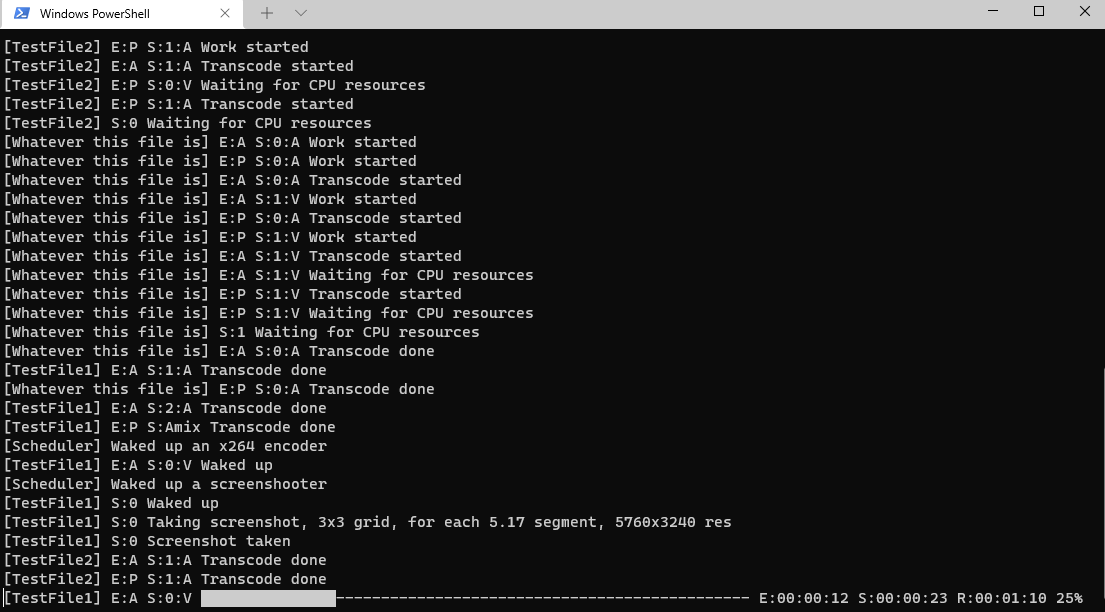 Windows PowerShell
[TestFile2] E:P S:1:A Work started
[TestFile2] E:A S:1:A Transcode started
[TestFile2] E:P S:0:V Waiting for CPU resources
[TestFile2] E:P S:1:A Transcode started
[TestFile2] S:0 Waiting for CPU resources
[Whatever this file is] E:A S:0:A Work started
[Whatever this file is] E:P S:0:A Work started
[Whatever this file is] E:A S:0:A Transcode started
[Whatever this file is] E:A S:1:V Work started
[Whatever this file is] E:P S:0:A Transcode started
[Whatever this file is] E:P S:1:V Work started
[Whatever this file is] E:A S:1:V Transcode started
[Whatever this file is] E:A S:1:V Waiting for CPU resources
[Whatever this file is] E:P S:1:V Transcode started
[Whatever this file is] E:P S:1:V Waiting for CPU resources
[Whatever this file is] S:1 Waiting for CPU resources
[Whatever this file is] E:A S:0:A Transcode done
[TestFile1] E:A S:1:A Transcode done
[Whatever this file is] E:P S:0:A Transcode done
[TestFile1] E:A S:2:A Transcode done
[TestFile1] E:P S:Amix Transcode done
[Scheduler] Waked up an x264 encoder
[TestFile1] E:A S:0:V Waked up
[Scheduler] Waked up a screenshooter
[TestFile1] S:0 Waked up
[TestFile1] S:0 Taking screenshot, 3x3 grid, for each 5.17 segment, 5760x3240 res
[TestFile1] S:0 Screenshot taken
[TestFile2] E:A S:1:A Transcode done
[TestFile2] E:P S:1:A Transcode done
[TestFile1] E:A S:0:V ---------------------------------------------- E:00:00:12 S:00:00:23 R:00:01:10 25%